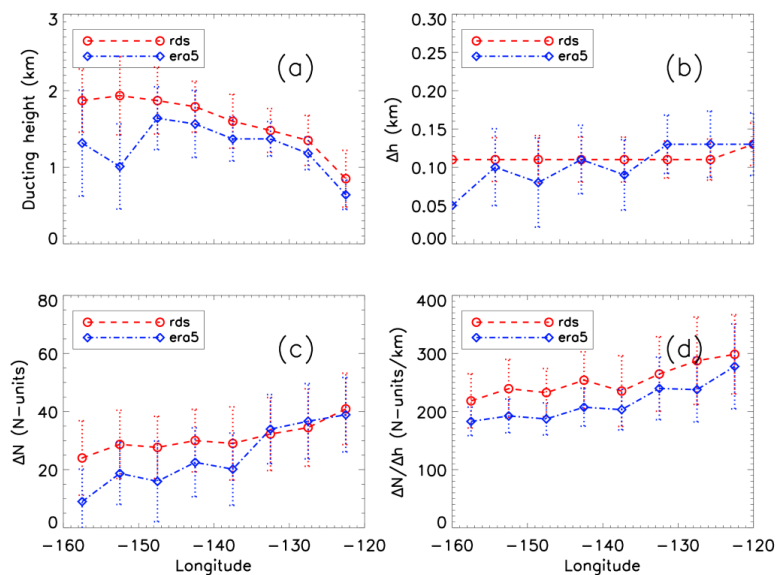 3
2
1
0
Ducting height (km)
rds
era5
(a)
0.30
0.25
0.20
0.15
0.10
0.05
0.00
Δh (km)
rds
era5
(b)
80
60
40
20
0
ΔN (N-units)
rds
era5
(c)
-160
-150
-140
-130
-120
Longitude
400
300
200
100
0
ΔN/Δh (N-units/km)
rds
era5
(d)
-160
-150
-140
-130
-120
Longitude